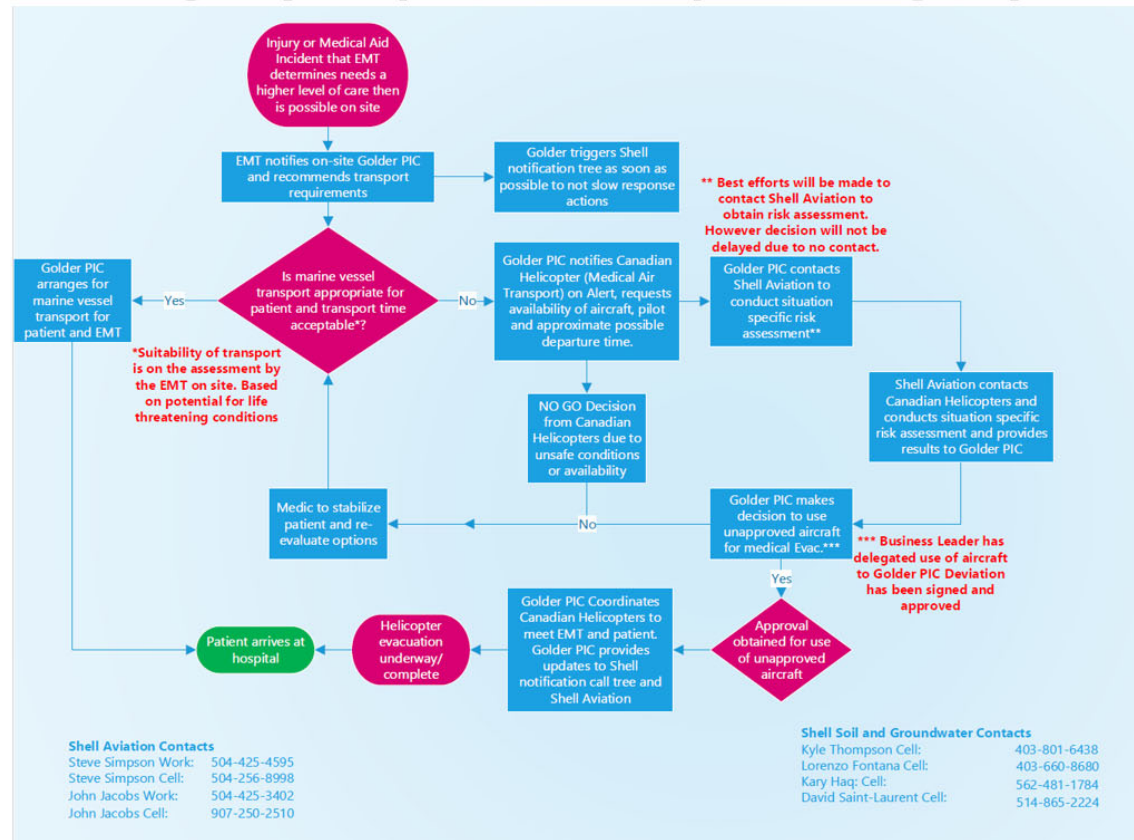 Injury or Medical Aid
Incident that EMT
determines needs a
higher level of care then
is possible on site
EMT notifies on-site Golder PIC
and recommends transport
requirements
Golder triggers Shell
notification tree as soon as
possible to not slow response
actions
** Best efforts will be made to
contact Shell Aviation to
obtain risk assessment.
However decision will not be
delayed due to no contact.
Golder PIC
arranges for
marine vessel
transport for
patient and EMT
Yes
Is marine vessel
transport appropriate for
patient and transport time
acceptable*?
No
Golder PIC notifies Canadian
Helicopter (Medical Air
Transport) on Alert, requests
availability of aircraft, pilot
and approximate possible
departure time.
Golder PIC contacts
Shell Aviation to
conduct situation
specific risk
assessment**
*Suitability of transport
is on the assessment by
the EMT on site. Based
on potential for life
threatening conditions
Shell Aviation contacts
Canadian Helicopters and
conducts situation specific
risk assessment and provides
results to Golder PIC
NO GO Decision
from Canadian
Helicopters due to
unsafe conditions
or availability
Medic to stabilize
patient and re-
evaluate options
No
Golder PIC makes
decision to use
unapproved aircraft
for medical Evac.***
*** Business Leader has
delegated use of aircraft
to Golder PIC Deviation
has been signed and
approved
Yes
Patient arrives at
hospital
Helicopter
evacuation
underway/
complete
Golder PIC Coordinates
Canadian Helicopters to
meet EMT and patient.
Golder PIC provides
updates to Shell
notification call tree and
Shell Aviation
Approval
obtained for use
of unapproved
aircraft
Shell Aviation Contacts
Steve Simpson Work: 504-425-4595
Steve Simpson Cell: 504-256-8998
John Jacobs Work: 504-425-3402
John Jacobs Cell: 907-250-2510
Shell Soil and Groundwater Contacts
Kyle Thompson Cell: 403-801-6438
Lorenzo Fontana Cell: 403-660-8680
Kary Haq: Cell: 562-481-1784
David Saint-Laurent Cell: 514-865-2224